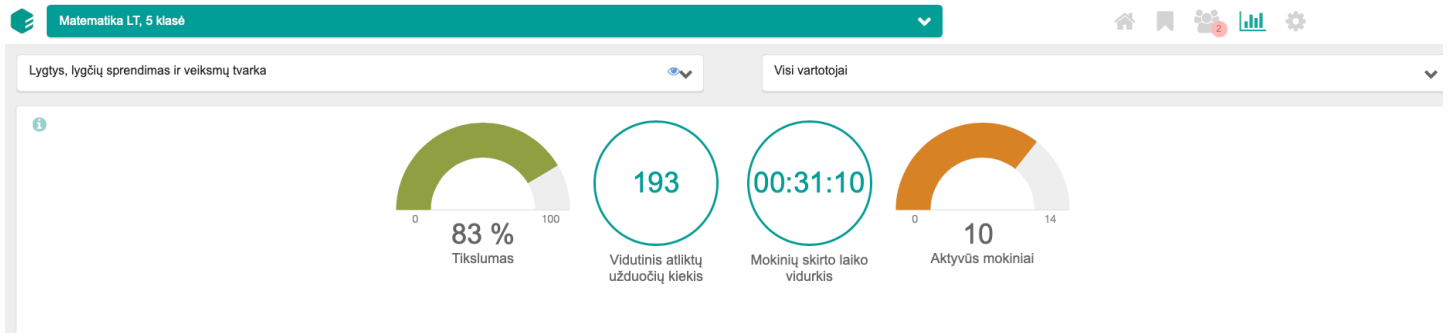 Matematika LT, 5 klasė
2
Lygtys, lygčių sprendimas ir veiksmų tvarka
Visi vartotojai
0
100
83 %
Tikslumas
193
Vidutinis atliktų
užduočių kiekis
00:31:10
Mokinių skirto laiko
vidurkis
0
14
10
Aktyvūs mokiniai